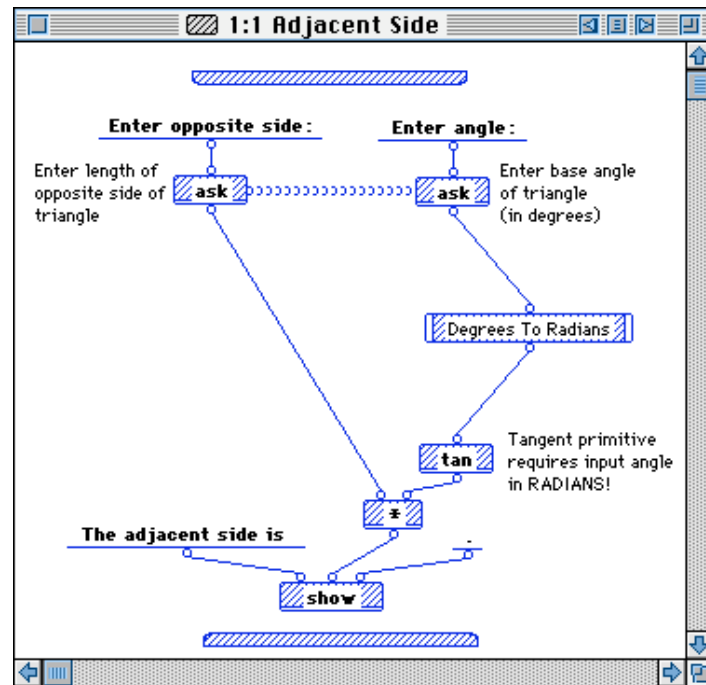 1:1 Adjacent Side
Enter opposite side:
Enter angle:
Enter length of
opposite side of
triangle
ask
ask
Enter base angle
of triangle
(in degrees)
Degrees To Radians
tan
Tangent primitive
requires input angle
in RADIANS!
*
The adjacent side is
.
show